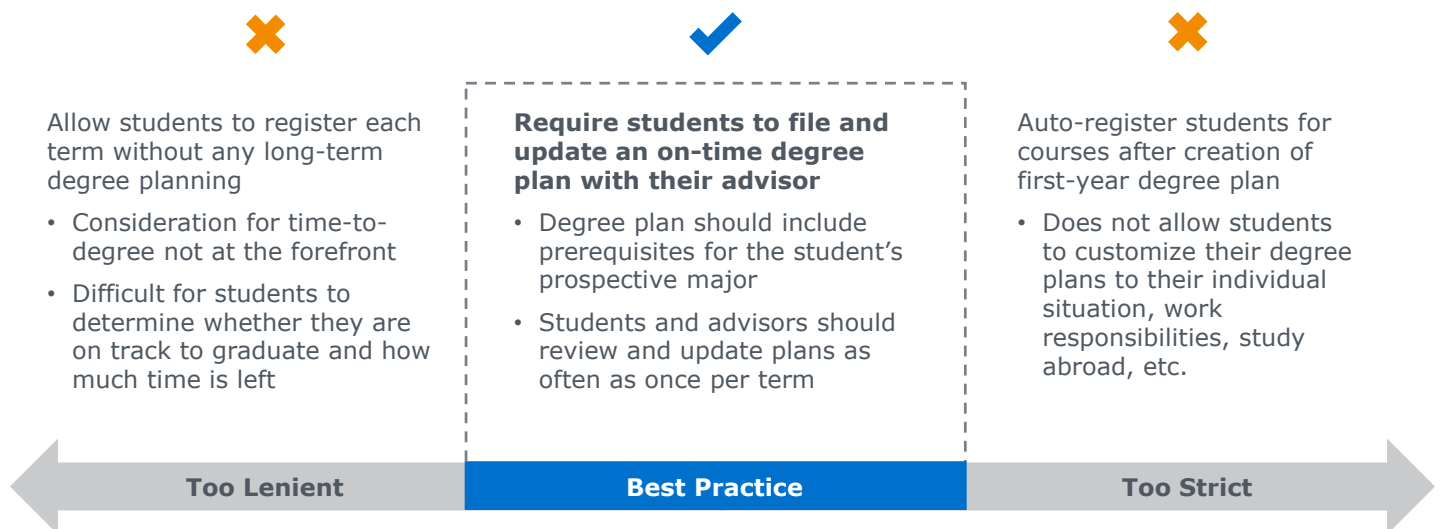 Allow students to register each
term without any long-term
degree planning
• Consideration for time-to-
degree not at the forefront
• Difficult for students to
determine whether they are
on track to graduate and how
much time is left
Require students to file and
update an on-time degree
plan with their advisor
• Degree plan should include
prerequisites for the student’s
prospective major
• Students and advisors should
review and update plans as
often as once per term
Auto-register students for
courses after creation of
first-year degree plan
• Does not allow students
to customize their degree
plans to their individual
situation, work
responsibilities, study
abroad, etc.
Too Lenient
Best Practice
Too Strict